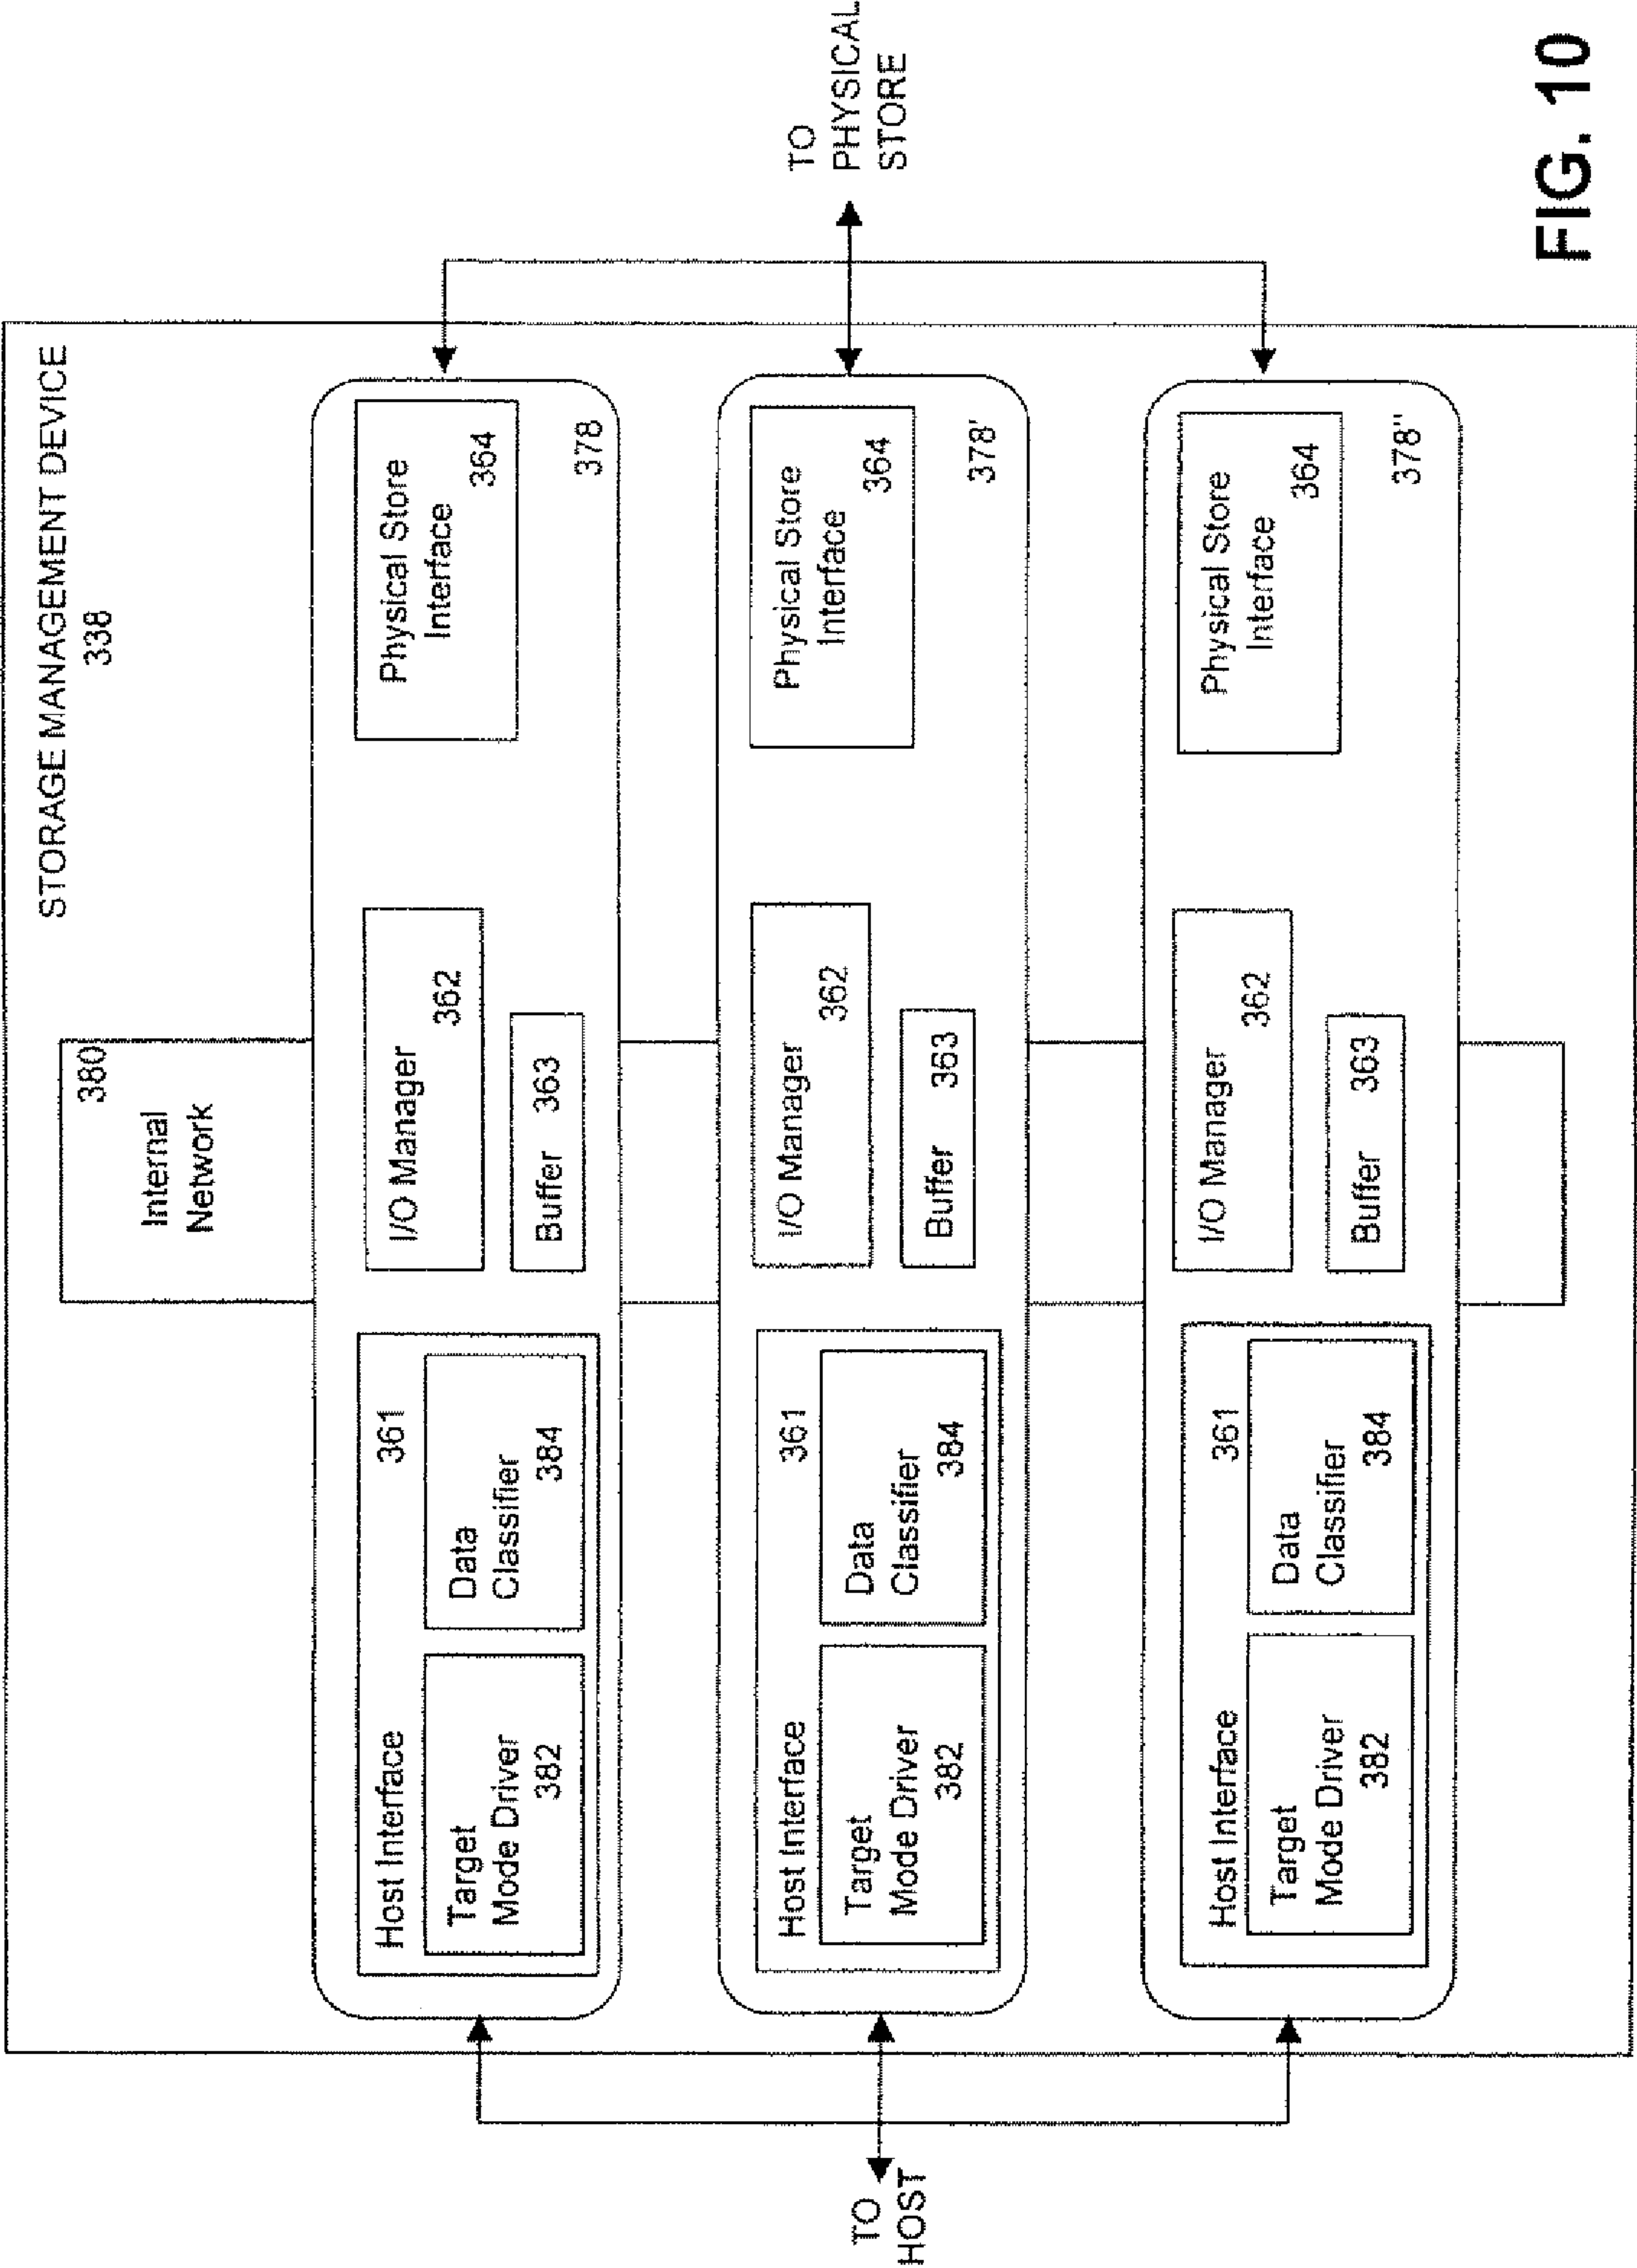 STORAGE MANAGEMENT DEVICE
338
380
Internal
Network
Host Interface
361
Target
Mode Driver
382
Data
Classifier
384
I/O Manager
362
Buffer 363
Physical Store
Interface
364
378
Host Interface
361
Target
Mode Driver
382
Data
Classifier
384
I/O Manager
362
Buffer 363
Physical Store
Interface
364
378'
Host Interface
361
Target
Mode Driver
382
Data
Classifier
384
I/O Manager
362
Buffer 363
Physical Store
Interface
364
378"
TO
HOST
TO
PHYSICAL
STORE
FIG. 10